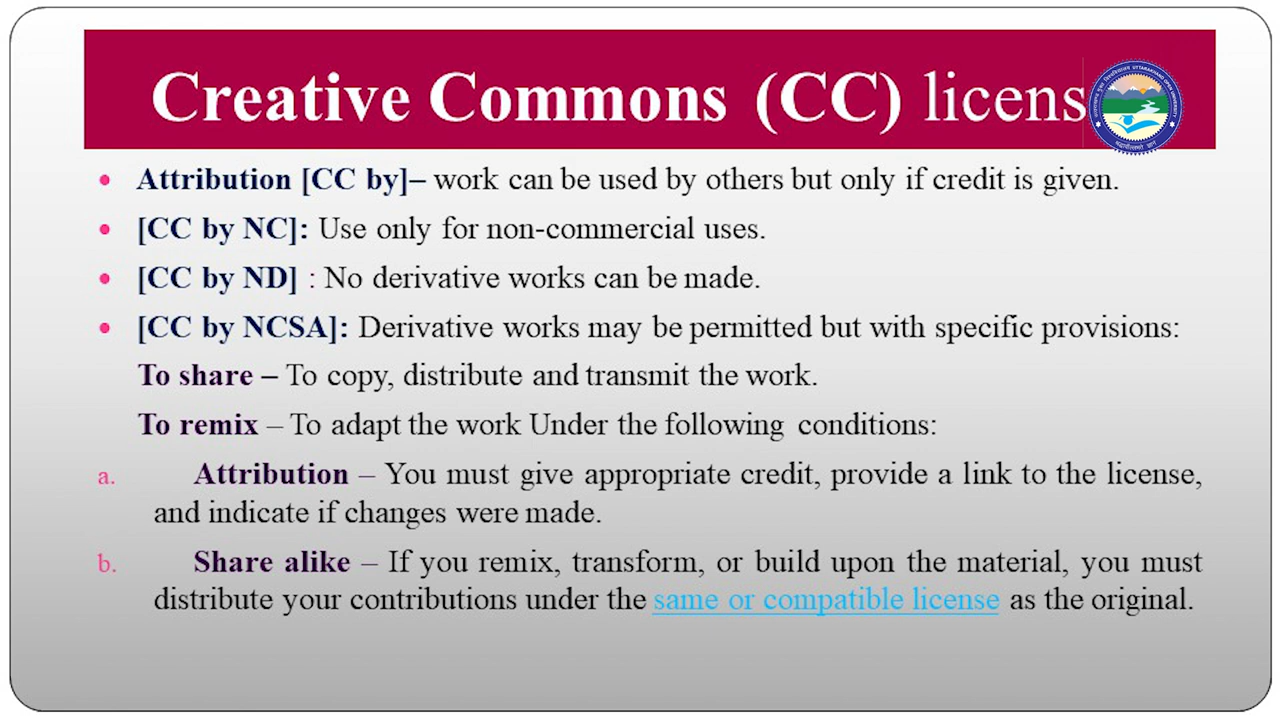 Creative Commons (CC) licens
• Attribution [CC by]– work can be used by others but only if credit is given.
• [CC by NC]: Use only for non-commercial uses.
• [CC by ND] : No derivative works can be made.
• [CC by NCSA]: Derivative works may be permitted but with specific provisions:
To share – To copy, distribute and transmit the work.
To remix – To adapt the work Under the following conditions:
a. Attribution – You must give appropriate credit, provide a link to the license,
and indicate if changes were made.
b. Share alike – If you remix, transform, or build upon the material, you must
distribute your contributions under the same or compatible license as the original.